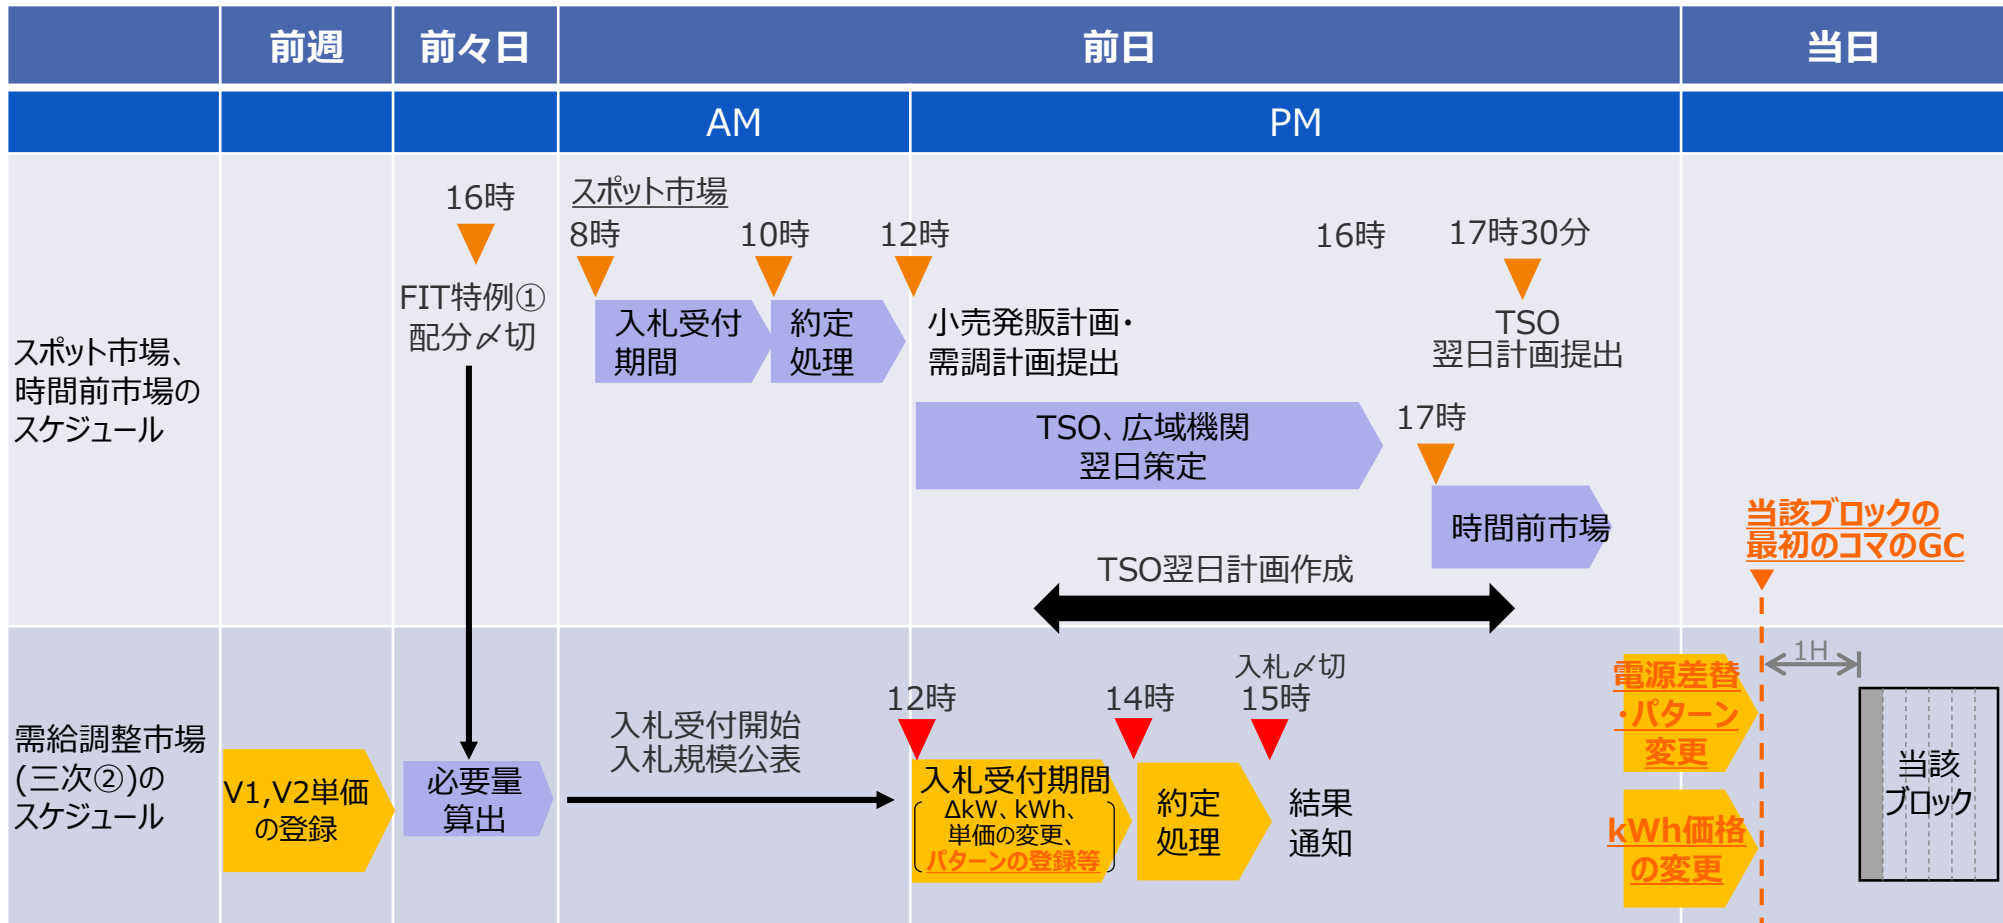 前週
前々日
前日
当日
AM
PM
スポット市場、
時間前市場の
スケジュール
16時
FIT特例①
配分〆切
スポット市場
8時
10時
12時
16時
17時30分
入札受付
期間
約定
処理
小売発販計画・
需調計画提出
TSO
翌日計画提出
TSO、広域機関
翌日策定
17時
時間前市場
TSO翌日計画作成
当該ブロックの
最初のコマのGC
需給調整市場
(三次②)の
スケジュール
V1,V2単価
の登録
必要量
算出
入札受付開始
入札規模公表
12時
14時
入札〆切
15時
入札受付期間
ΔkW、kWh、
単価の変更、
パターンの登録等
約定
処理
結果
通知
電源差替
・パターン
変更
kWh価格
の変更
1H
当該
ブロック